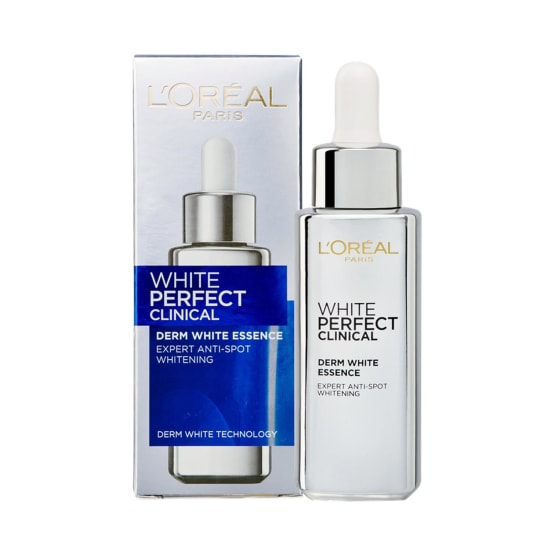 L'ORÉAL
PARIS
WHITE
PERFECT
CLINICAL
DERM WHITE ESSENCE
EXPERT ANTI-SPOT
WHITENING
DERM WHITE TECHNOLOGY
L'ORÉAL
PARIS
WHITE
PERFECT
CLINICAL
DERM WHITE
ESSENCE
EXPERT ANTI-SPOT
WHITENING